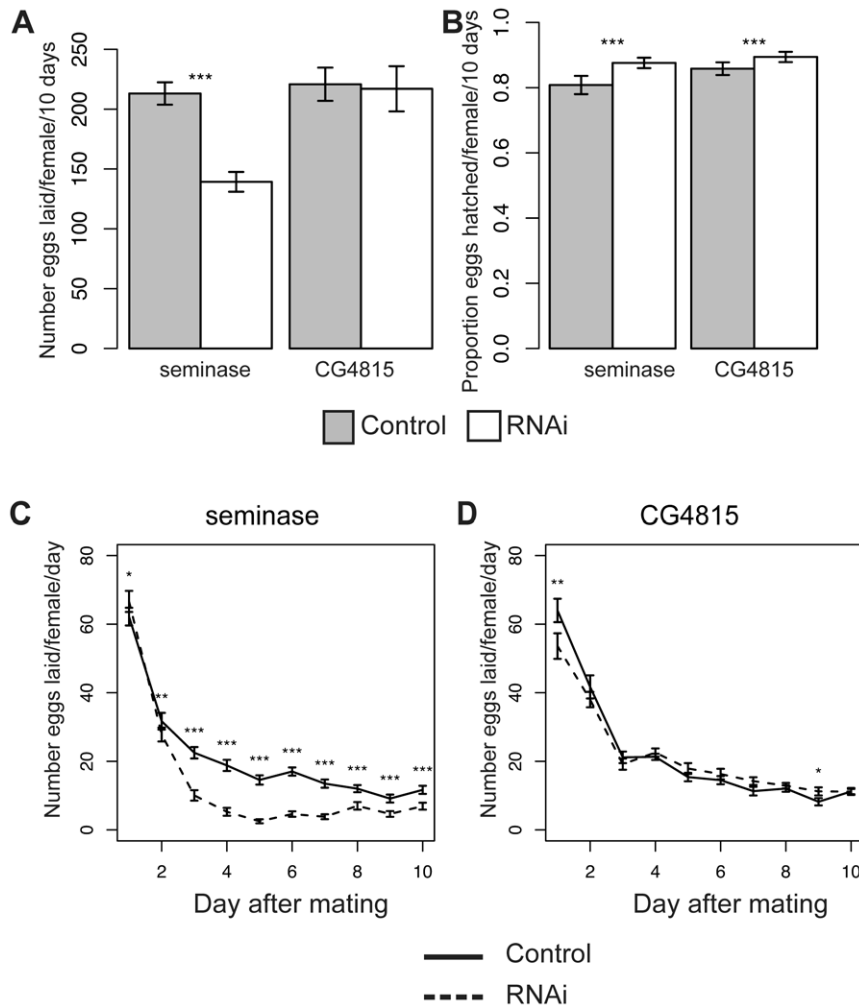 A
Number eggs laid/female/10 days
250
200
150
100
50
0
***
seminase
CG4815
B
Proportion eggs hatched/female/10 days
1.0
0.8
0.6
0.4
0.2
0.0
***
***
seminase
CG4815
Control
RNAi
C
seminase
Number eggs laid/female/day
80
60
40
20
0
*
**
***
***
***
***
***
***
***
***
2
4
6
8
10
Day after mating
D
CG4815
Number eggs laid/female/day
80
60
40
20
0
**
*
2
4
6
8
10
Day after mating
Control
RNAi